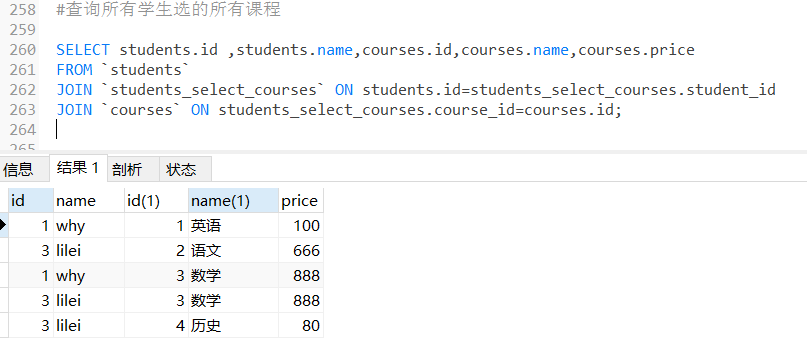 258 #查询所有学生选的所有课程
259
260 SELECT students.id ,students.name,courses.id,courses.name,courses.price
261 FROM `students`
262 JOIN `students_select_courses` ON students.id=students_select_courses.student_id
263 JOIN `courses` ON students_select_courses.course_id=courses.id;
264
265
信息 结果 1 剖析 状态
id name id(1) name(1) price
1 why 1 英语 100
3 lilei 2 语文 666
1 why 3 数学 888
3 lilei 3 数学 888
3 lilei 4 历史 80